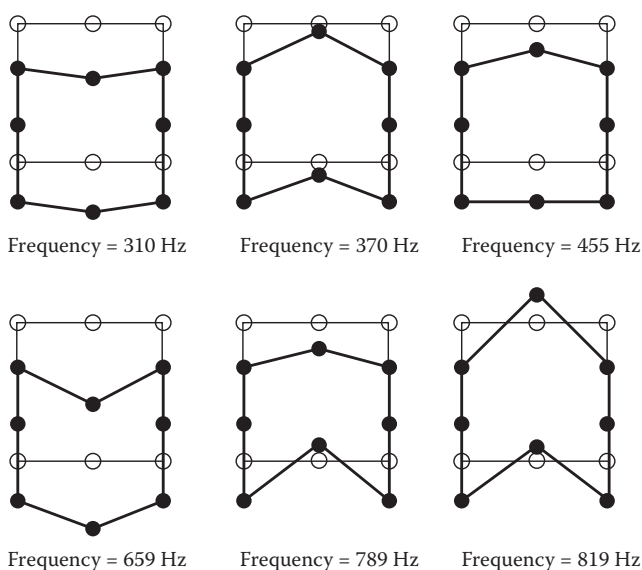 Frequency = 310 Hz
Frequency = 370 Hz
Frequency = 455 Hz
Frequency = 659 Hz
Frequency = 789 Hz
Frequency = 819 Hz